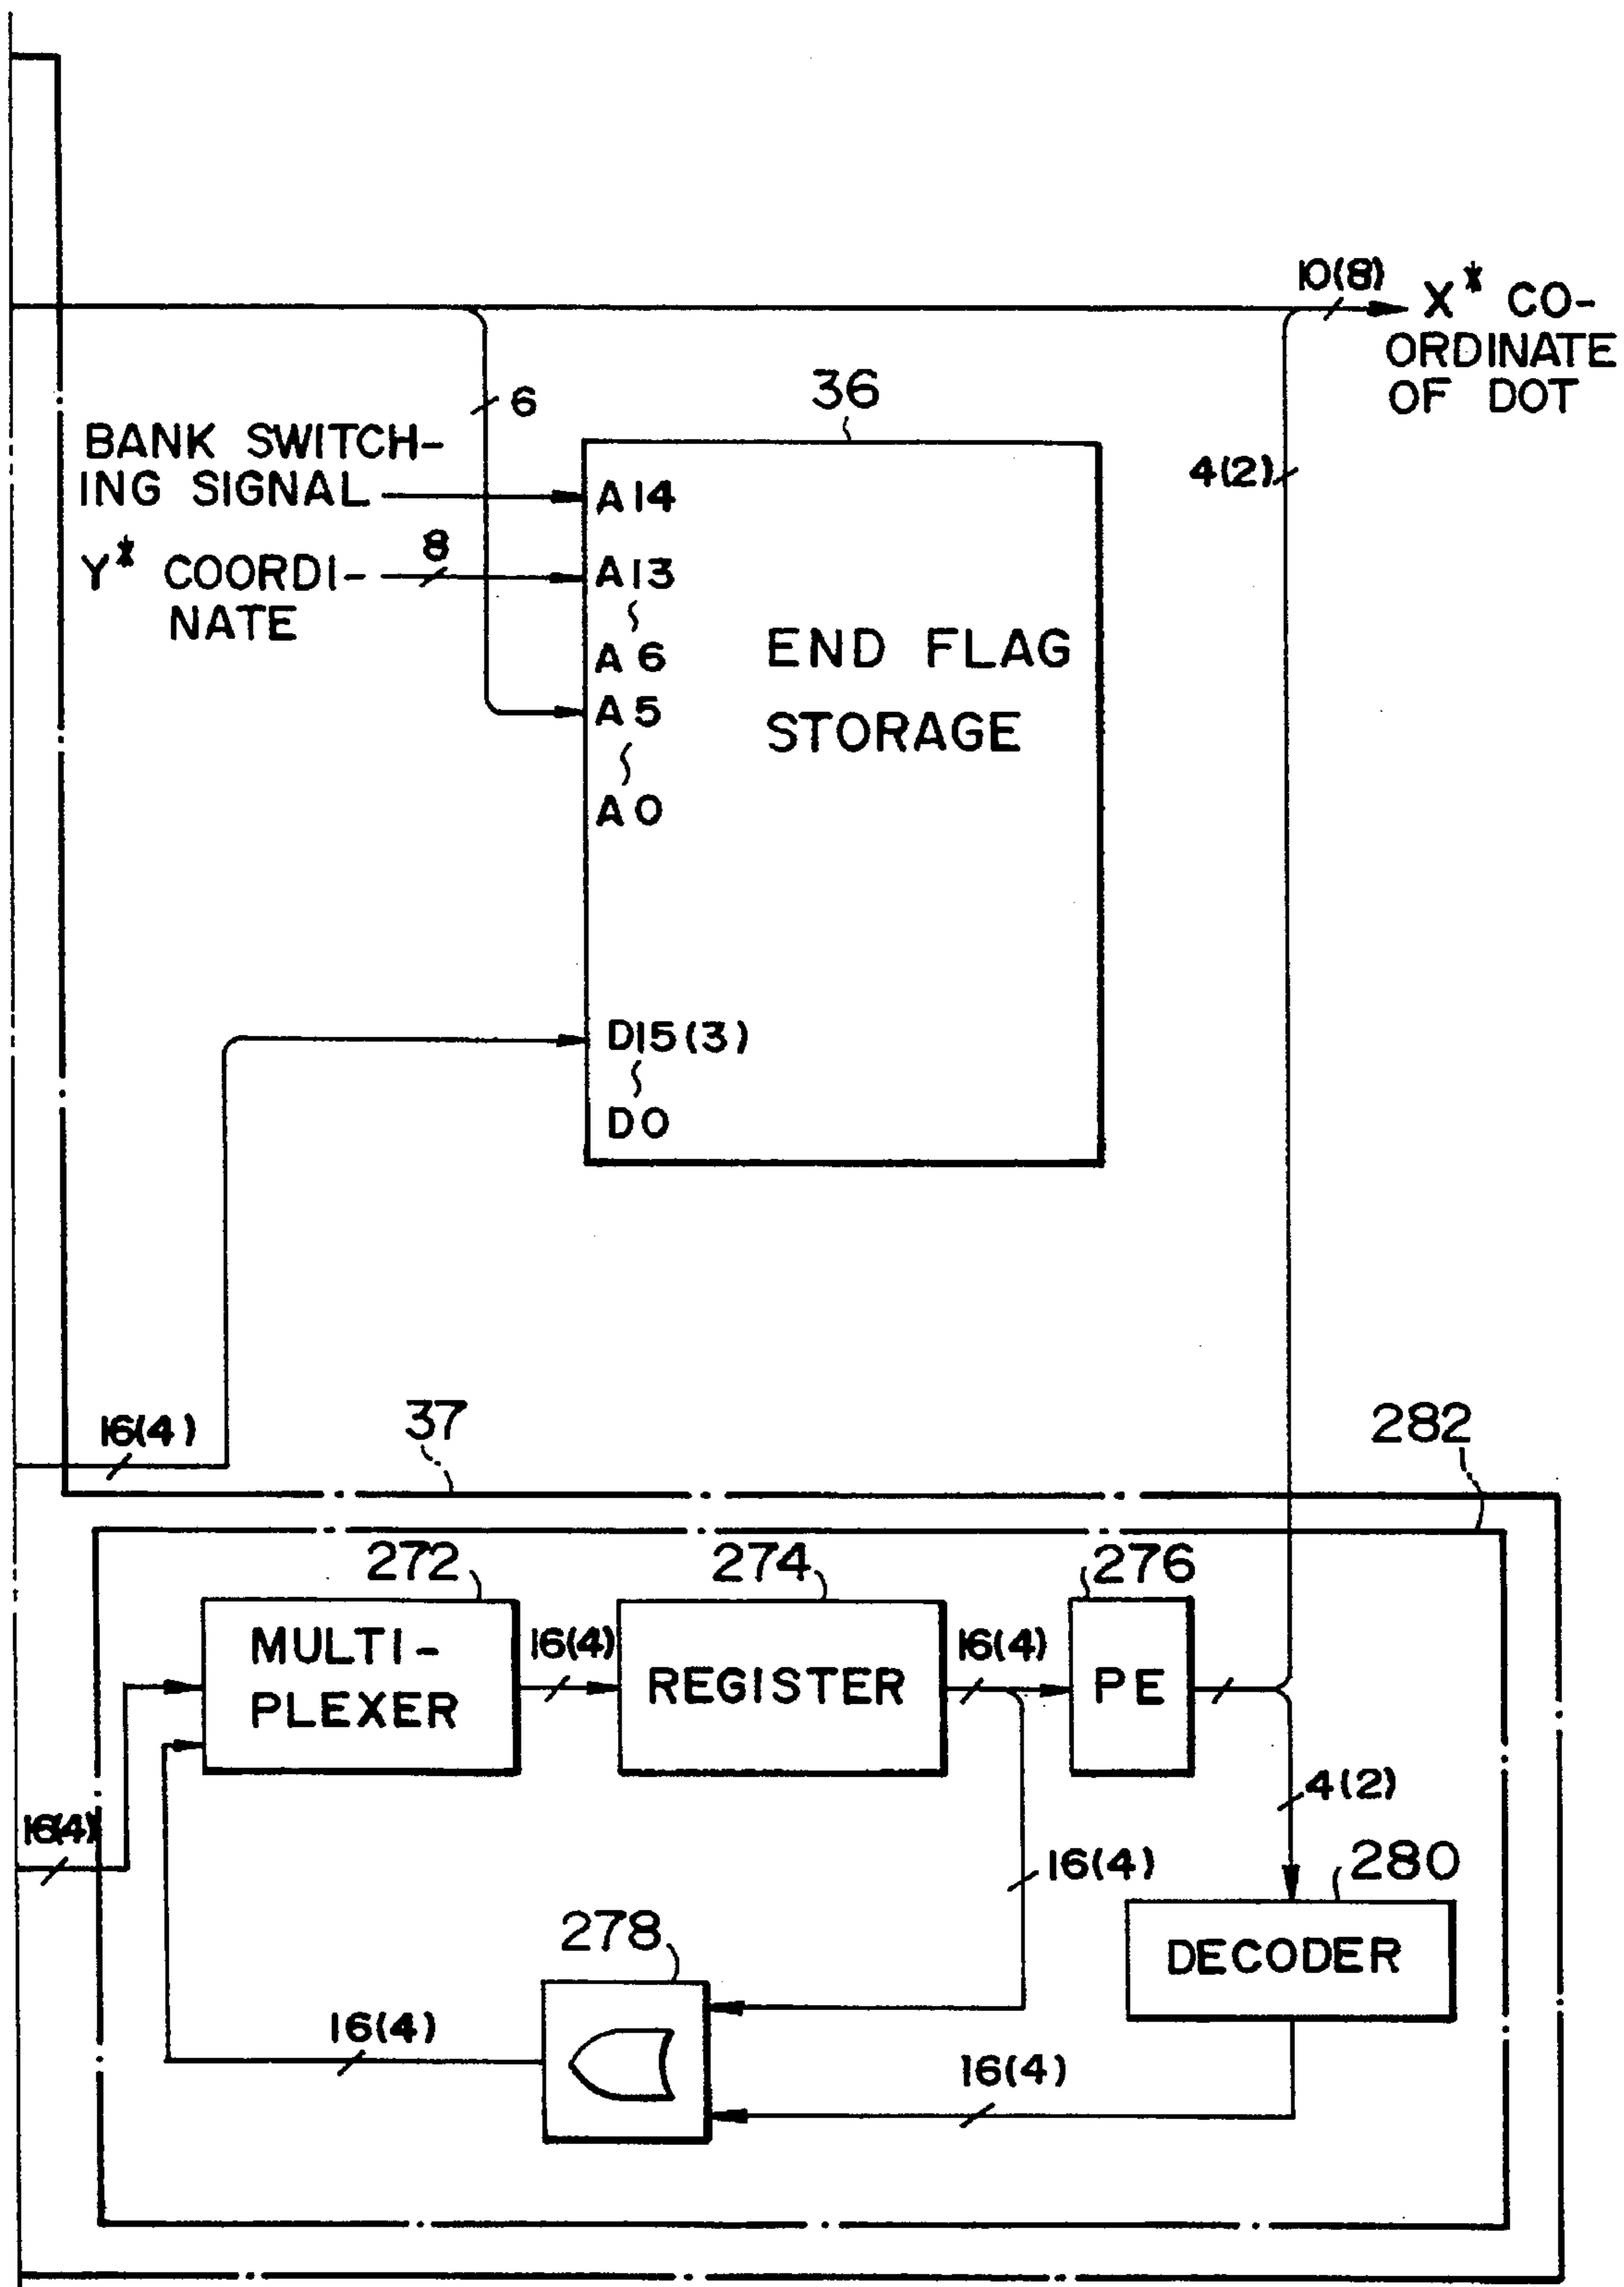 10(8)
X* CO-
ORDINATE
OF DOT
6
36
4(2)
BANK SWITCH-
ING SIGNAL
A14
Y* COORDI-
NATE
8
A13
A6
A5
A0
END FLAG
STORAGE
D15(3)
D0
16(4)
37
282
272
274
276
MULTI-
PLEXER
16(4)
REGISTER
16(4)
PE
16(4)
4(2)
16(4)
280
278
DECODER
16(4)
16(4)